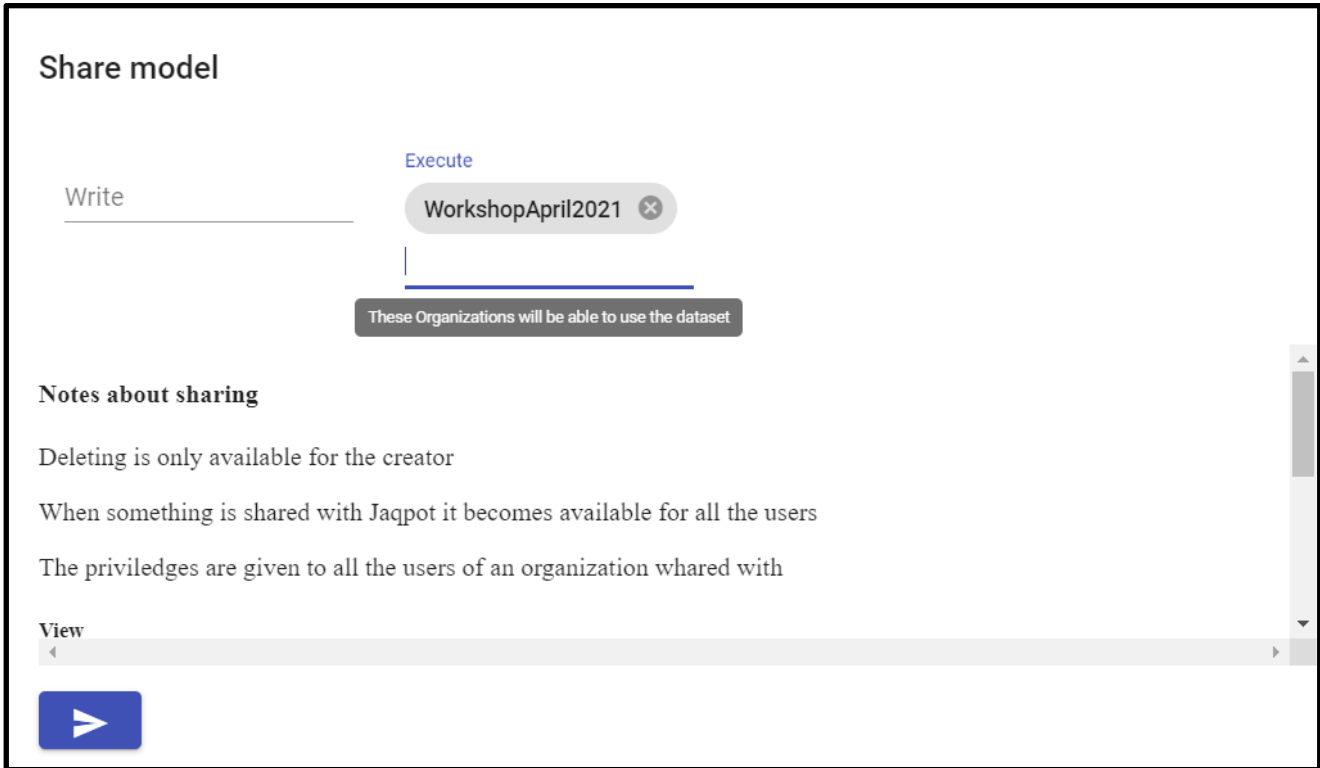 Share model
Execute
Write
WorkshopApril2021
These Organizations will be able to use the dataset
Notes about sharing
Deleting is only available for the creator
When something is shared with Jaqpot it becomes available for all the users
The priviledges are given to all the users of an organization whared with
View